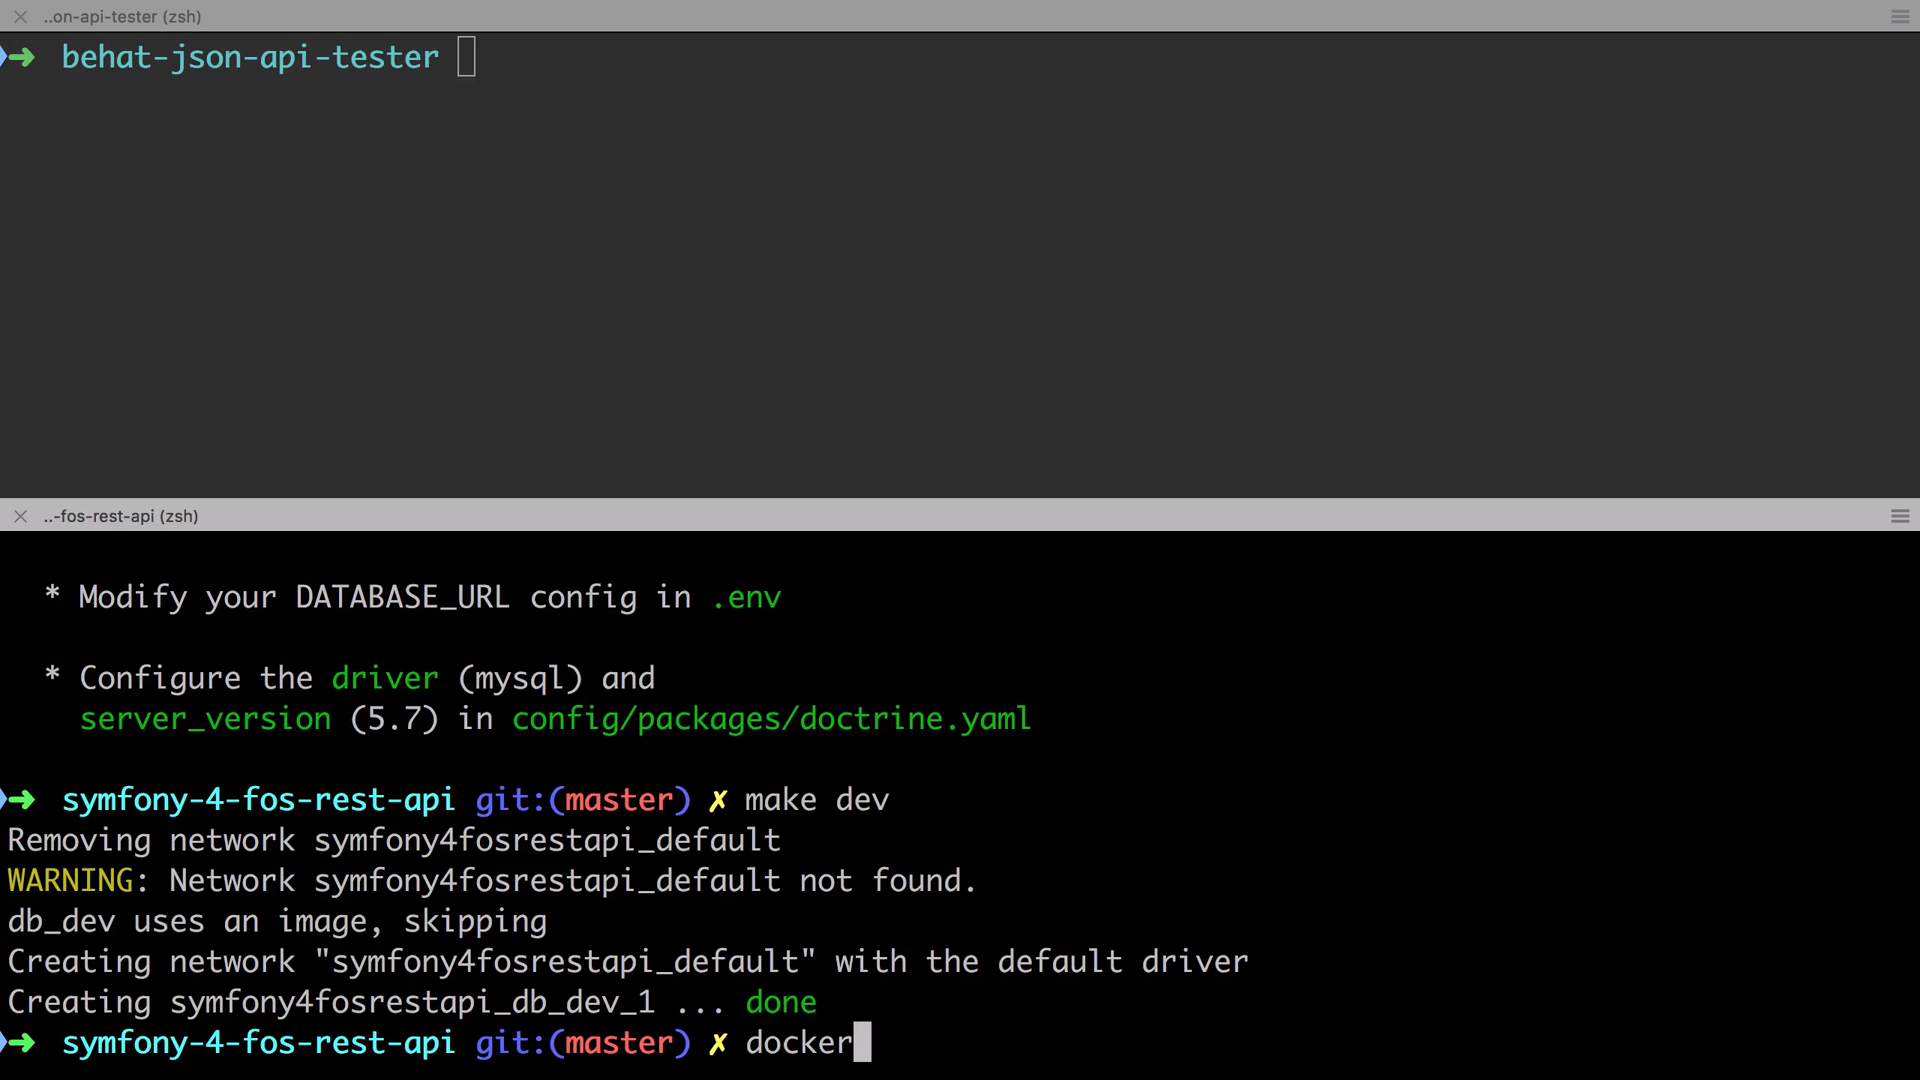 ..on-api-tester (zsh)
➜ behat-json-api-tester
..-fos-rest-api (zsh)
* Modify your DATABASE_URL config in .env
* Configure the driver (mysql) and
server_version (5.7) in config/packages/doctrine.yaml
➜ symfony-4-fos-rest-api git:(master) ✗ make dev
Removing network symfony4fosrestapi_default
WARNING: Network symfony4fosrestapi_default not found.
db_dev uses an image, skipping
Creating network "symfony4fosrestapi_default" with the default driver
Creating symfony4fosrestapi_db_dev_1 ... done
➜ symfony-4-fos-rest-api git:(master) ✗ docker